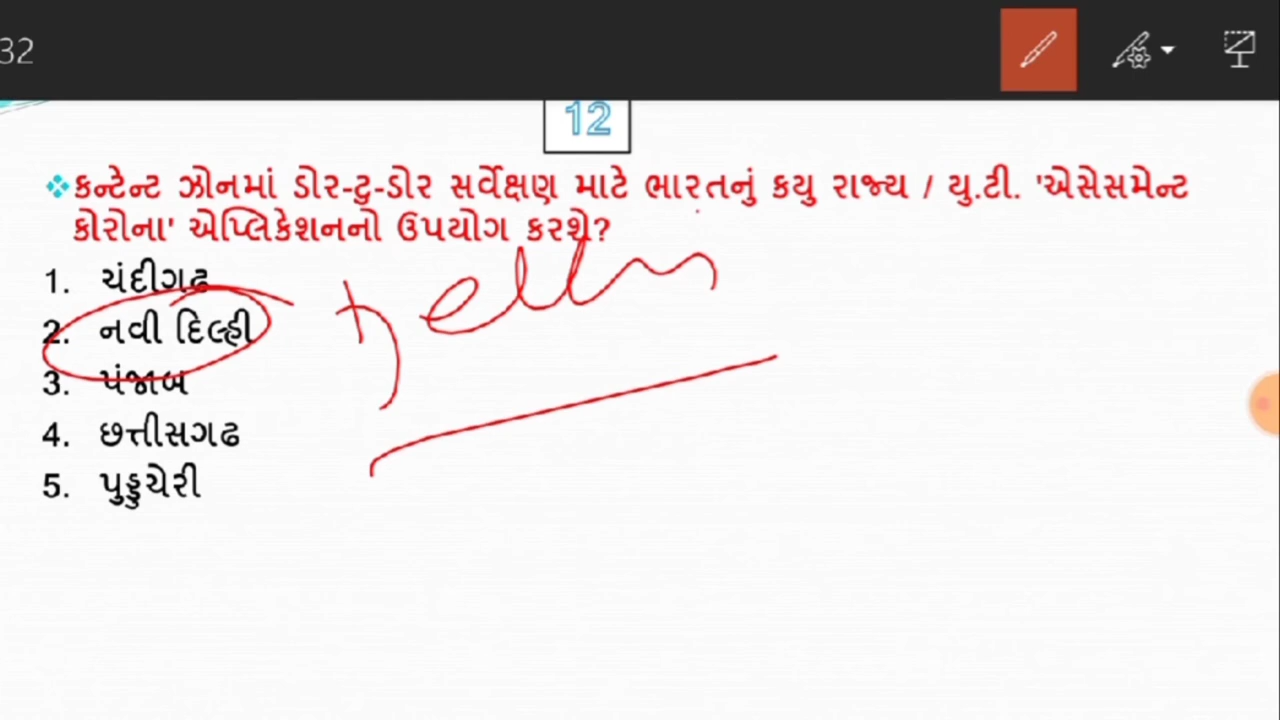 32
12
કન્ટેન્ટ ઝોનમાં ડોર-ટુ-ડોર સર્વેક્ષણ માટે ભારતનું કયુ રાજ્ય / યુ.ટી. 'એસેસમેન્ટ
કોરોના' એપ્લિકેશનનો ઉપયોગ કરશે?
1. ચંદીગઢ
2. નવી દિલ્હી
3. પંજાબ
4. છત્તીસગઢ
5. પુડ્ડુચેરી